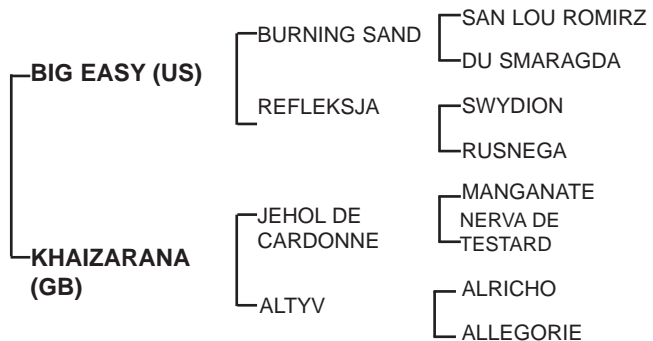 SAN LOU ROMIRZ
BURNING SAND
DU SMARAGDA
BIG EASY (US)
SWYDION
REFLEKSJA
RUSNEGA
MANGANATE
JEHOL DE
CARDONNE
NERVA DE
TESTARD
KHAIZARANA
(GB)
ALRICHO
ALTYV
ALLEGORIE